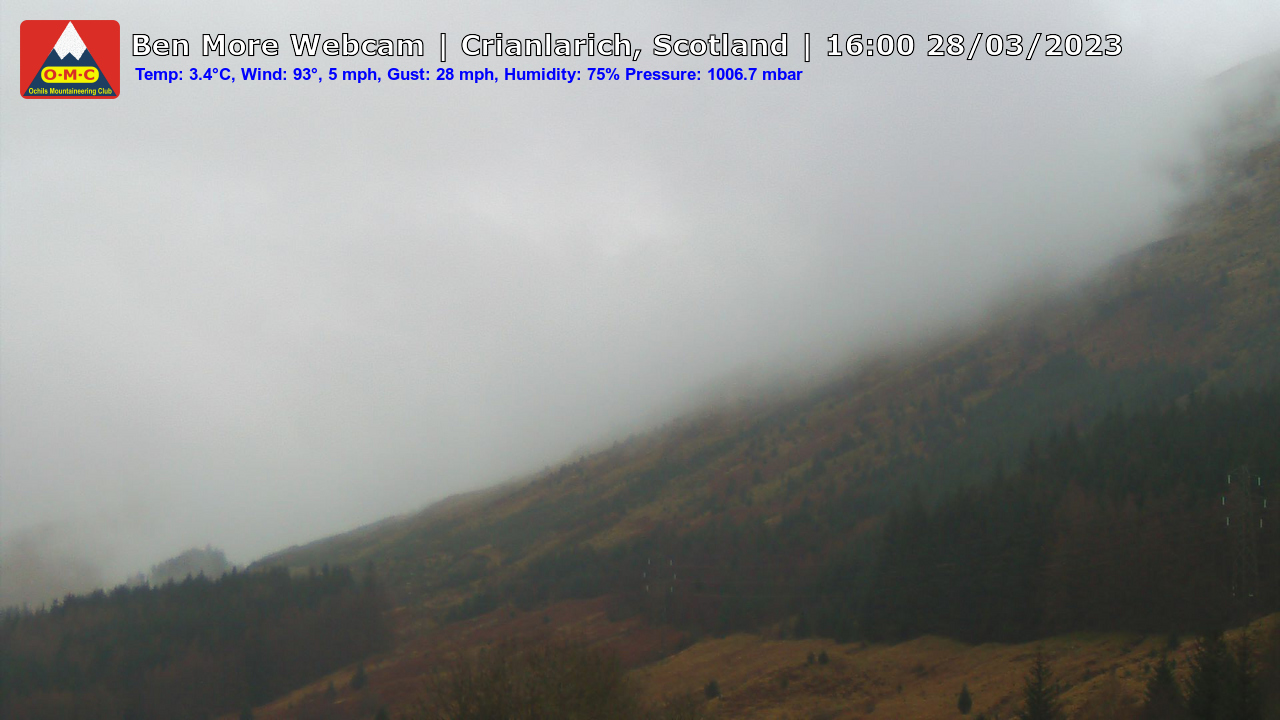 Ben More Webcam | Crianlarich, Scotland | 16:00 28/03/2023
Temp: 3.4°C, Wind: 93°, 5 mph, Gust: 28 mph, Humidity: 75% Pressure: 1006.7 mbar
O-M-C
Ochils Mountaineering Club